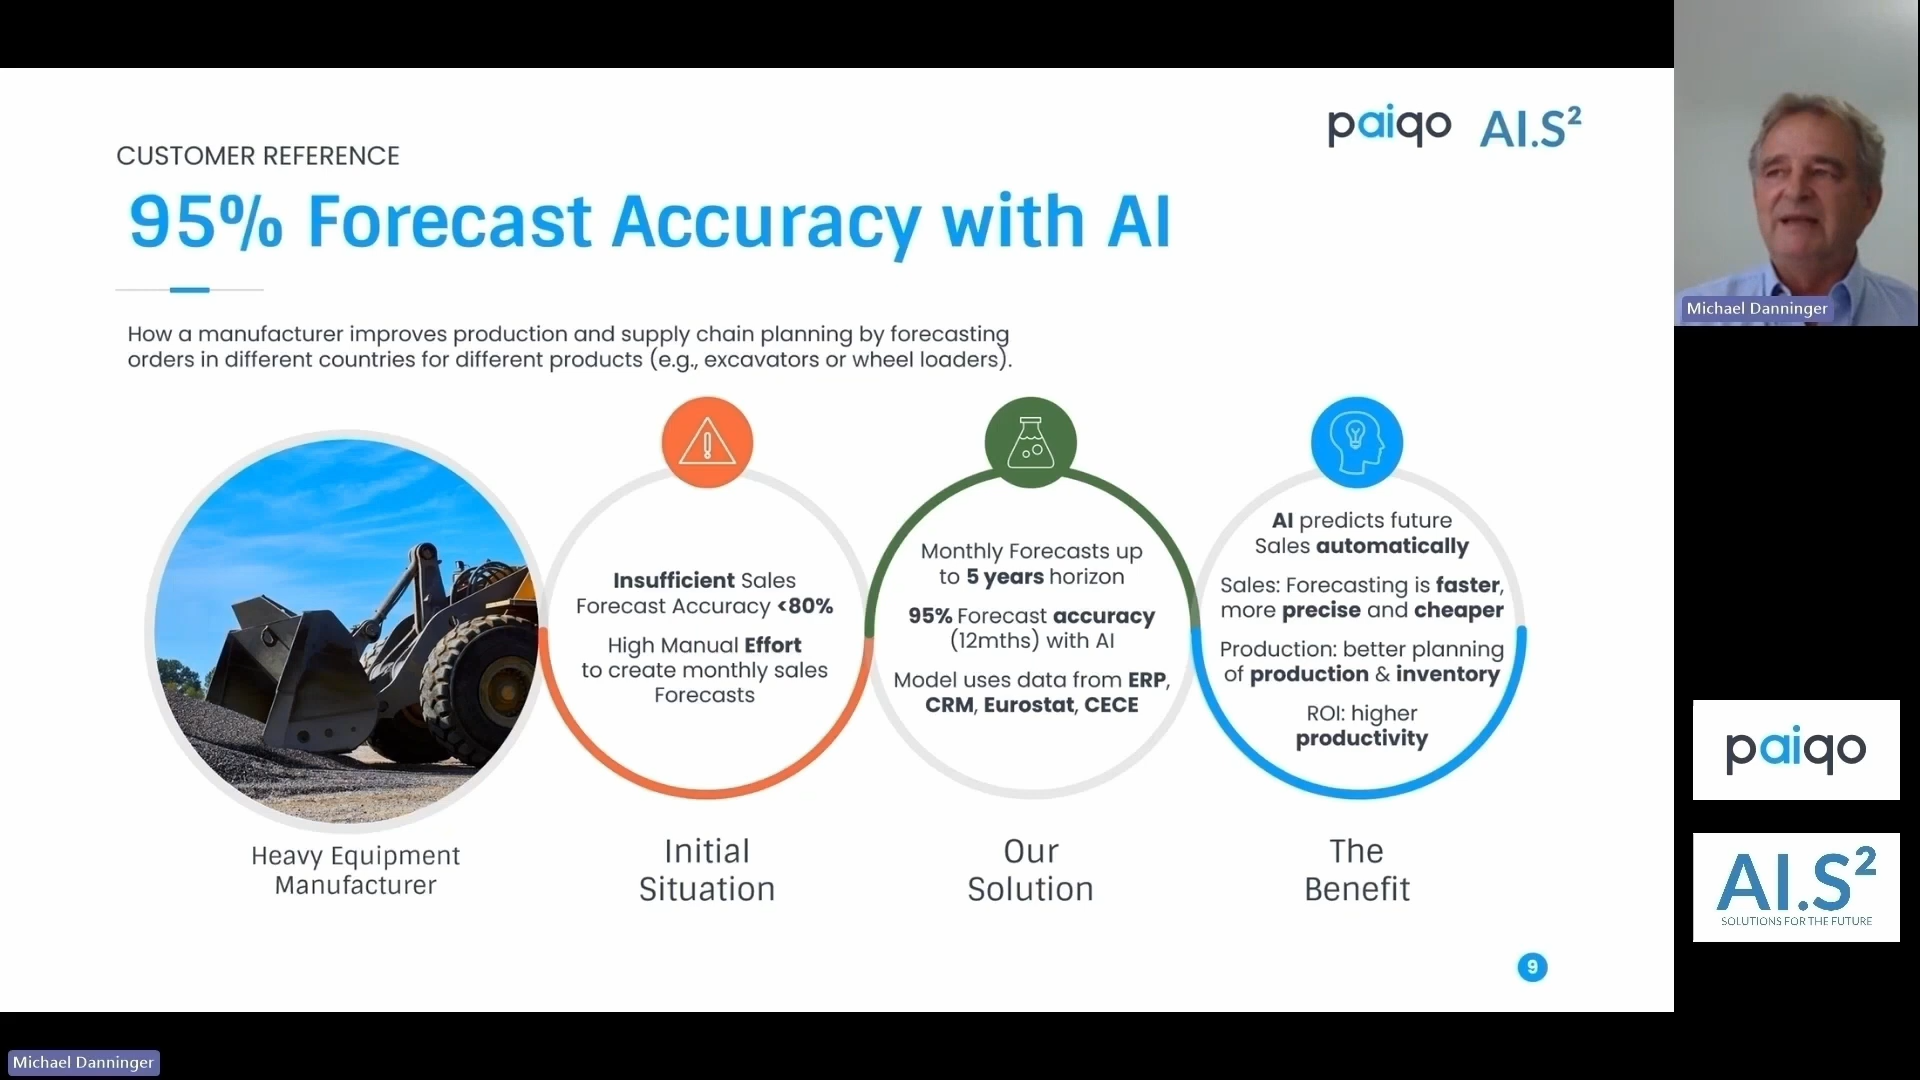 paiqo AI.S²
CUSTOMER REFERENCE
95% Forecast Accuracy with AI
How a manufacturer improves production and supply chain planning by forecasting
orders in different countries for different products (e.g., excavators or wheel loaders).
Heavy Equipment
Manufacturer
Insufficient Sales
Forecast Accuracy <80%
High Manual Effort
to create monthly sales
Forecasts
Initial
Situation
Monthly Forecasts up
to 5 years horizon
95% Forecast accuracy
(12mths) with AI
Model uses data from ERP,
CRM, Eurostat, CECE
Our
Solution
AI predicts future
Sales automatically
Sales: Forecasting is faster,
more precise and cheaper
Production: better planning
of production & inventory
ROI: higher
productivity
The
Benefit
9
Michael Danninger
paiqo
AI.S²
SOLUTIONS FOR THE FUTURE
Michael Danninger